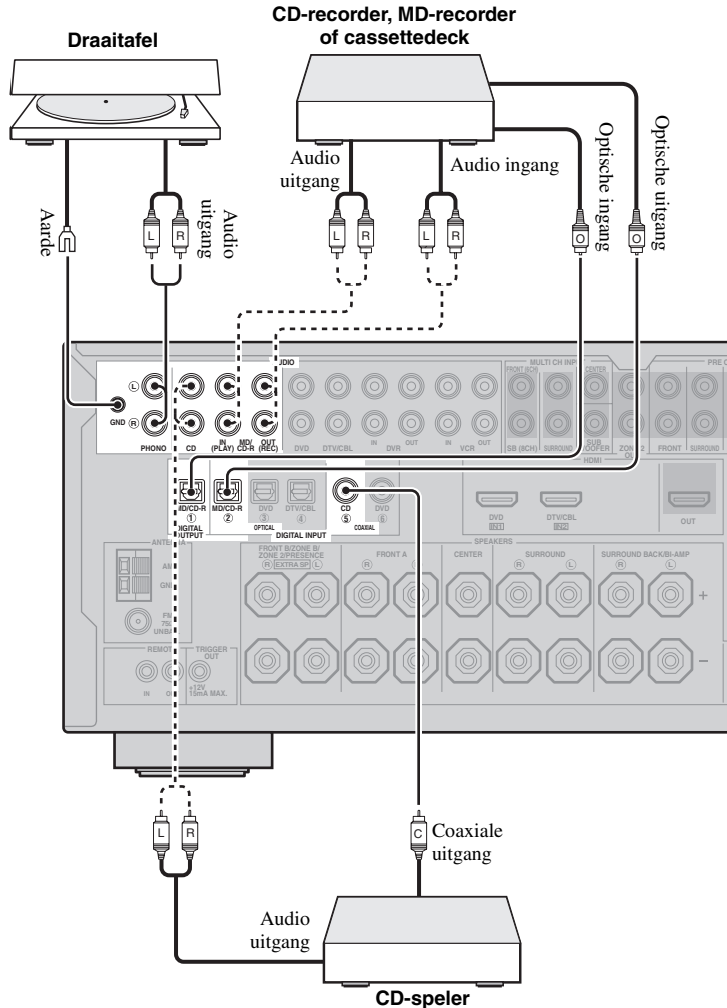 CD-recorder, MD-recorder
of cassettedeck
Draaitafel
Audio
uitgang
Audio ingang
Optische ingang
Optische uitgang
Aarde
Audio
uitgang
L
R
L
R
L
R
O
O
AUDIO
MULTI CH INPUT
PRE O
FRONT (6CH)
CENTER
L
GND
R
PHONO
CD
IN
(PLAY)
MD/
CD-R
OUT
(REC)
DVD
DTV/CBL
IN
OUT
DVR
IN
OUT
VCR
SB (8CH)
SURROUND
SUB
WOOFER
FRONT
SURROUND
HDMI
MD/CD-R
1
MD/CD-R
2
DVD
3
DTV/CBL
4
CD
5
DVD
6
DIGITAL
OUTPUT
OPTICAL
DIGITAL INPUT
COAXIAL
DVD
IN1
DTV/CBL
IN2
OUT
SPEAKERS
FRONT B/ZONE B/
ZONE 2/PRESENCE
R EXTRA SP L
FRONT A
R
CENTER
SURROUND
R
L
SURROUND BACK/BI-AMP
R
L
+
–
REMOTE
IN
TRIGGER
OUT
+12V
15mA MAX.
L
R
C
Coaxiale
uitgang
Audio
uitgang
CD-speler